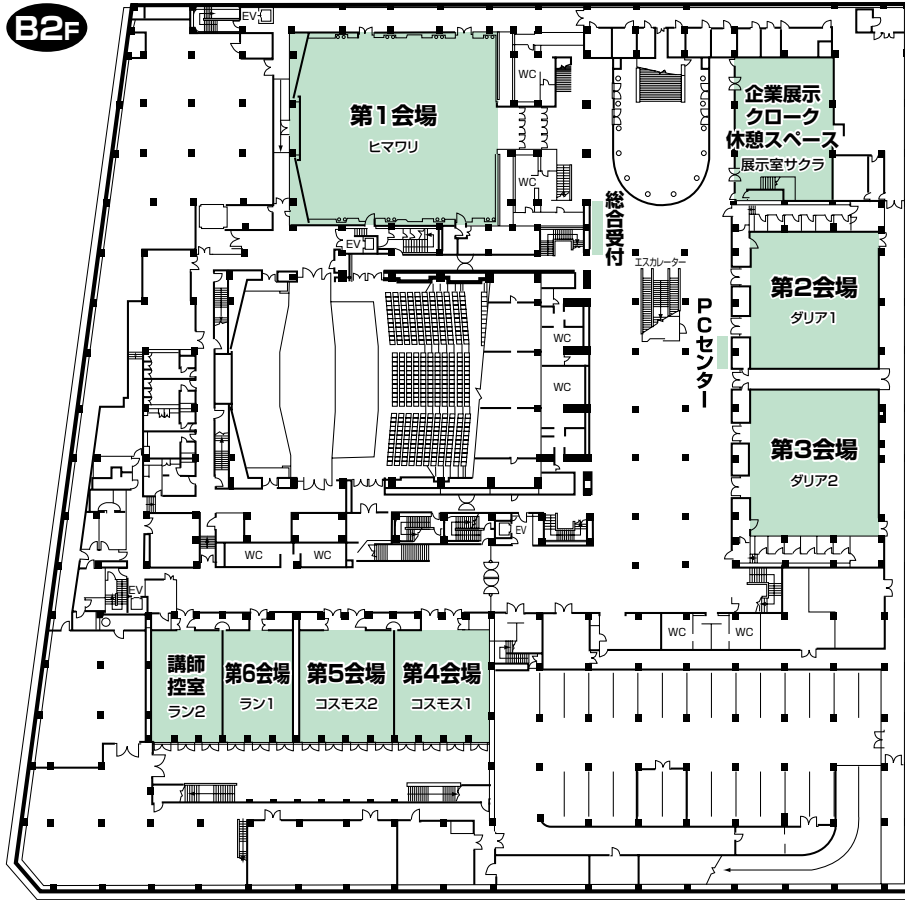 B2F
EV
第1会場
ヒマワリ
WC
WC
企業展示
クローク
休憩スペース
展示室サクラ
総合受付
EV
エスカレーター
第2会場
ダリア1
PCセンター
WC
WC
第3会場
ダリア2
EV
WC
WC
EV
WC
WC
講師
控室
ラン2
第6会場
ラン1
第5会場
コスモス2
第4会場
コスモス1